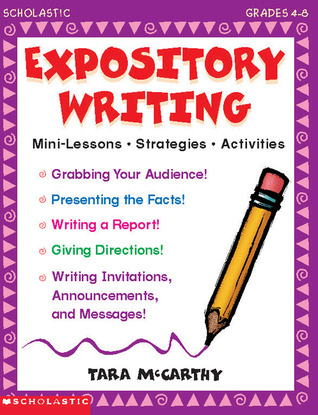 SCHOLASTIC GRADES 4-8
EXPOSITORY
WRITING
Mini-Lessons • Strategies • Activities
Grabbing Your Audience!
Presenting the Facts!
Writing a Report!
Giving Directions!
Writing Invitations,
Announcements,
and Messages!
TARA McCARTHY
SCHOLASTIC